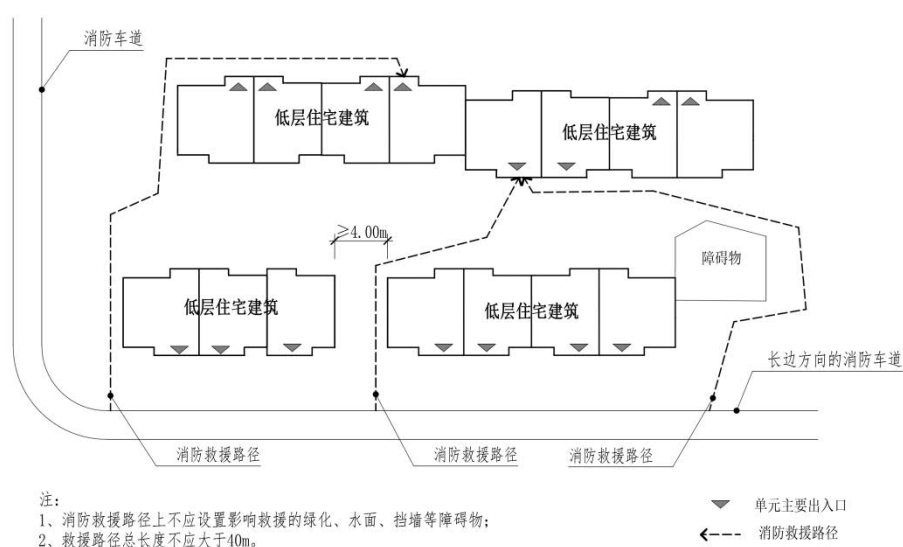 消防车道
低层住宅建筑
低层住宅建筑
≥4.00m
障碍物
低层住宅建筑
低层住宅建筑
长边方向的消防车道
消防救援路径
消防救援路径
消防救援路径
注：
1、消防救援路径上不应设置影响救援的绿化、水面、挡墙等障碍物；
2、救援路径总长度不应大于40m。
单元主要出入口
消防救援路径